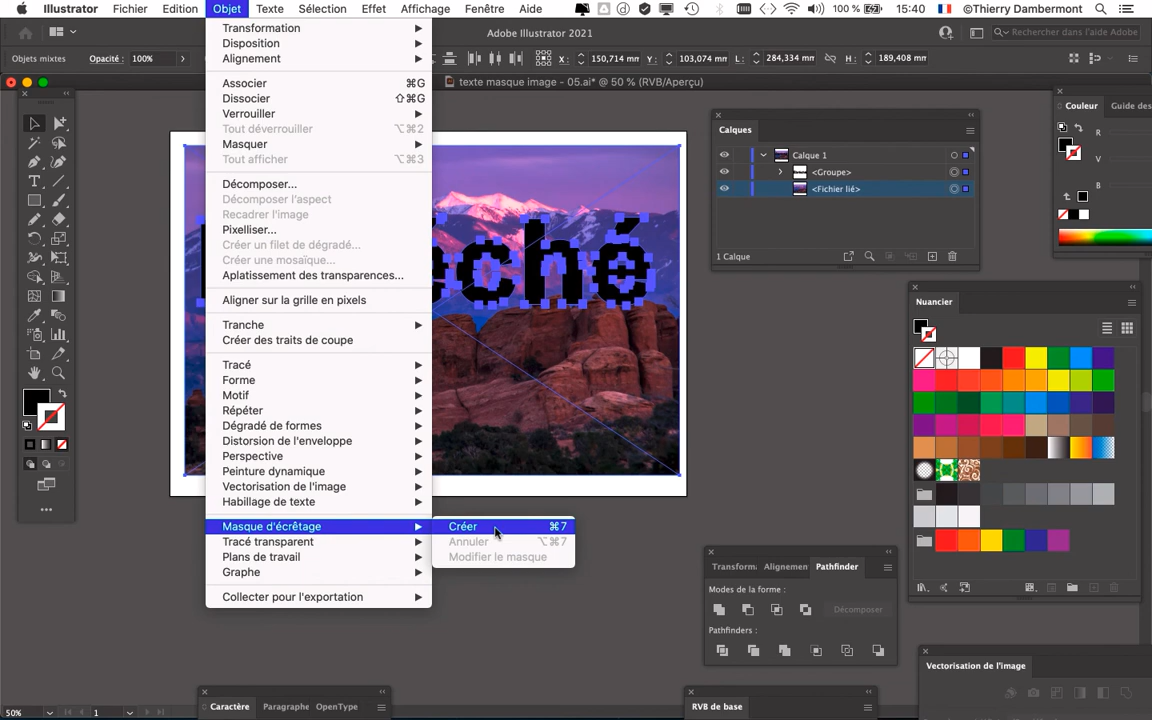 Illustrator Fichier Edition Objet Texte Sélection Effet Affichage Fenêtre Aide 100 % 15:40 ©Thierry Dambermont
Adobe Illustrator 2021 Rechercher dans l'aide Adobe
Objets mixtes Opacité : 100% X : 150,714 mm Y : 103,074 mm L : 284,334 mm H : 189,408 mm
texte masque image - 05.ai* @ 50 % (RVB/Aperçu)
Transformation
Disposition
Alignement
Associer ⌘G
Dissocier ⇧⌘G
Verrouiller
Tout déverrouiller ⌥⌘2
Masquer
Tout afficher ⌥⌘3
Décomposer...
Décomposer l'aspect
Recadrer l'image
Pixelliser...
Créer un filet de dégradé...
Créer une mosaïque...
Aplatissement des transparences...
Aligner sur la grille en pixels
Tranche
Créer des traits de coupe
Tracé
Forme
Motif
Répéter
Dégradé de formes
Distorsion de l'enveloppe
Perspective
Peinture dynamique
Vectorisation de l'image
Habillage de texte
Masque d'écrêtage
Tracé transparent
Plans de travail
Graphe
Collecter pour l'exportation
Créer ⌘7
Annuler ⌥⌘7
Modifier le masque
ché
Calques
Calque 1
<Groupe>
<Fichier lié>
1 Calque
Couleur Guide des
R
V
B
Nuancier
Transform Alignemen Pathfinder
Modes de la forme :
Décomposer
Pathfinders :
Vectorisation de l'image
50% 1
Caractère Paragraphe OpenType
RVB de base